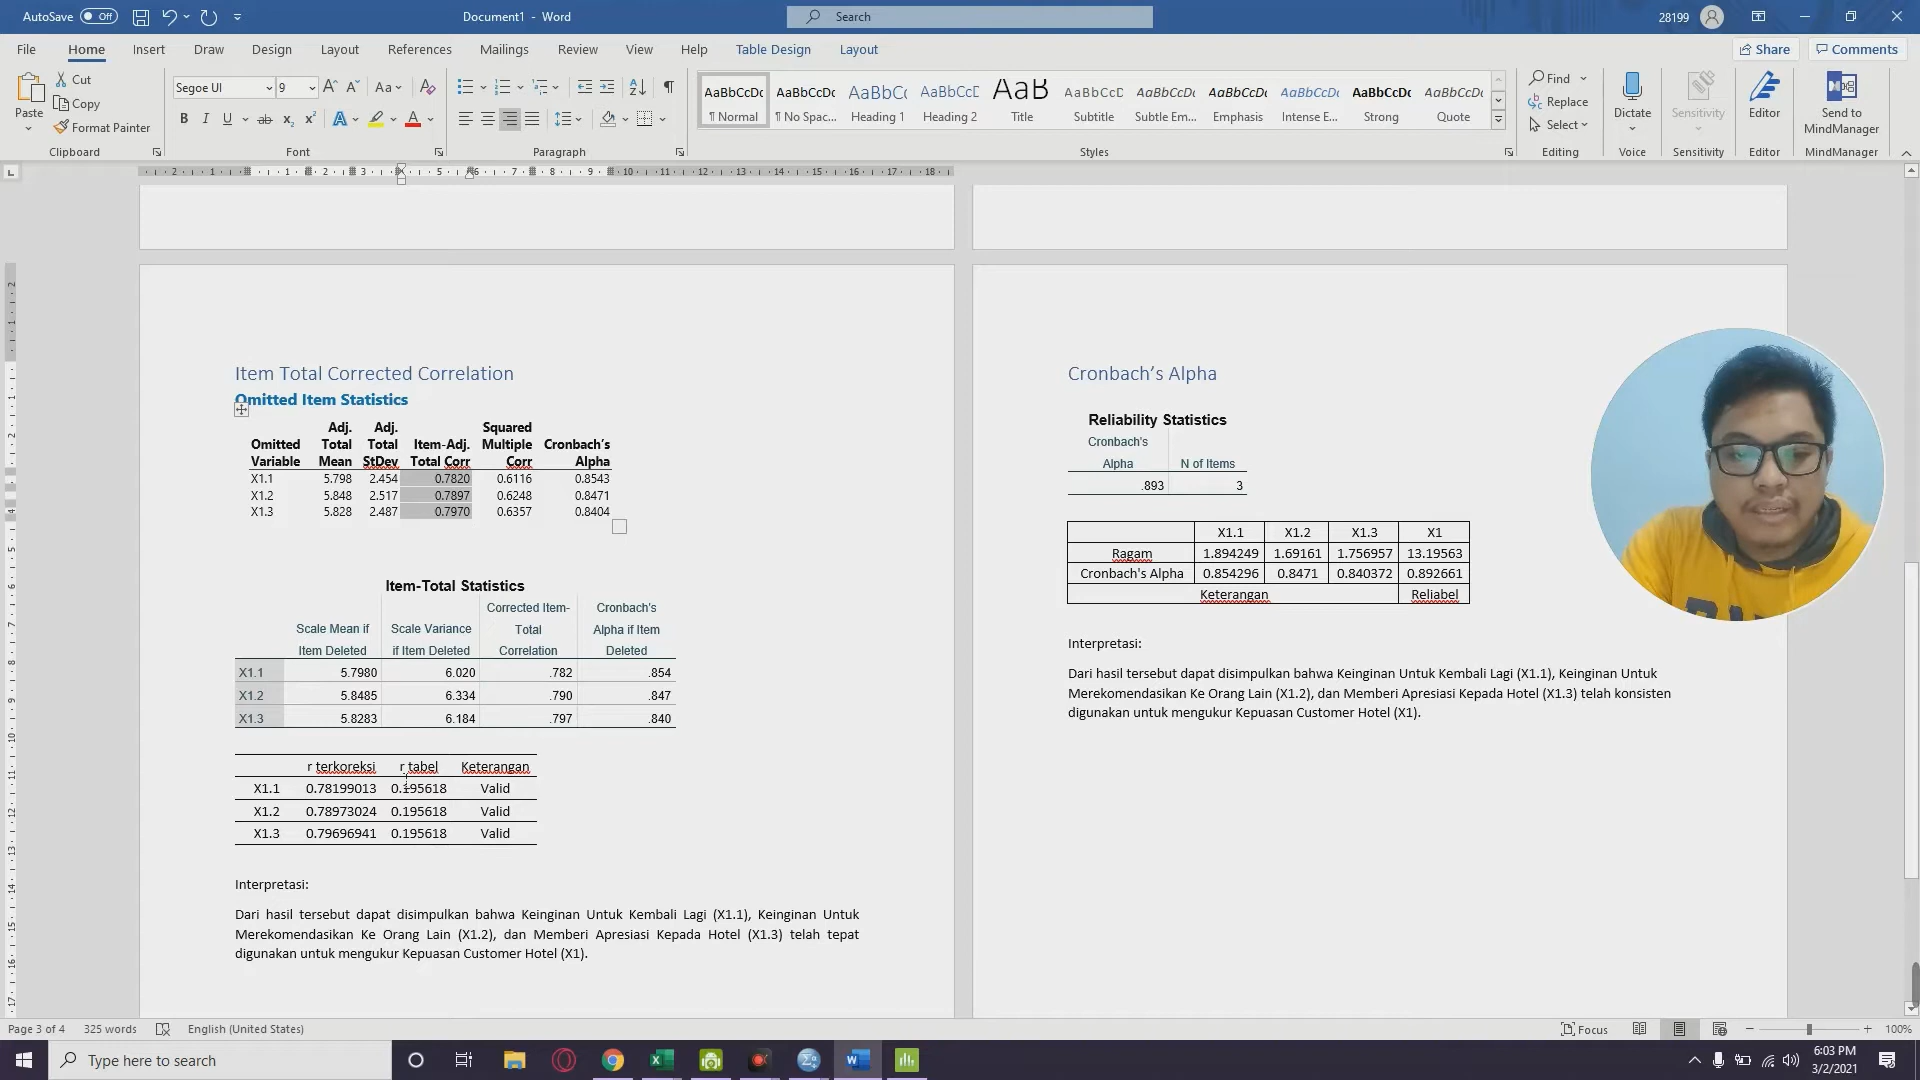 AutoSave Off
Document1 - Word
Search
28199
File Home Insert Draw Design Layout References Mailings Review View Help Table Design Layout
Share Comments
Paste
Cut
Copy
Format Painter
Clipboard
Segoe UI 9
Font
Paragraph
AaBbCcDc AaBbCcDc AaBbCc AaBbCcD AaB AaBbCcD AaBbCcDc AaBbCcDc AaBbCcDc AaBbCcDc AaBbCcDc
¶ Normal ¶ No Spac... Heading 1 Heading 2 Title Subtitle Subtle Em... Emphasis Intense E... Strong Quote
Styles
Find
Replace
Select
Editing
Dictate
Voice
Sensitivity
Sensitivity
Editor
Editor
Send to MindManager
MindManager
Item Total Corrected Correlation
Omitted Item Statistics
Omitted Variable Adj. Total Mean Adj. Total StDev Item-Adj. Total Corr Squared Multiple Corr Cronbach’s Alpha
X1.1 5.798 2.454 0.7820 0.6116 0.8543
X1.2 5.848 2.517 0.7897 0.6248 0.8471
X1.3 5.828 2.487 0.7970 0.6357 0.8404
Item-Total Statistics
Scale Mean if Item Deleted Scale Variance if Item Deleted Corrected Item-Total Correlation Cronbach's Alpha if Item Deleted
X1.1 5.7980 6.020 .782 .854
X1.2 5.8485 6.334 .790 .847
X1.3 5.8283 6.184 .797 .840
r terkoreksi r tabel Keterangan
X1.1 0.78199013 0.195618 Valid
X1.2 0.78973024 0.195618 Valid
X1.3 0.79696941 0.195618 Valid
Interpretasi:
Dari hasil tersebut dapat disimpulkan bahwa Keinginan Untuk Kembali Lagi (X1.1), Keinginan Untuk
Merekomendasikan Ke Orang Lain (X1.2), dan Memberi Apresiasi Kepada Hotel (X1.3) telah tepat
digunakan untuk mengukur Kepuasan Customer Hotel (X1).
Cronbach’s Alpha
Reliability Statistics
Cronbach's Alpha N of Items
.893 3
X1.1 X1.2 X1.3 X1
Ragam 1.894249 1.69161 1.756957 13.19563
Cronbach's Alpha 0.854296 0.8471 0.840372 0.892661
Keterangan Reliabel
Interpretasi:
Dari hasil tersebut dapat disimpulkan bahwa Keinginan Untuk Kembali Lagi (X1.1), Keinginan Untuk
Merekomendasikan Ke Orang Lain (X1.2), dan Memberi Apresiasi Kepada Hotel (X1.3) telah konsisten
digunakan untuk mengukur Kepuasan Customer Hotel (X1).
Page 3 of 4 325 words English (United States)
Focus
100%
Type here to search
6:03 PM
3/2/2021